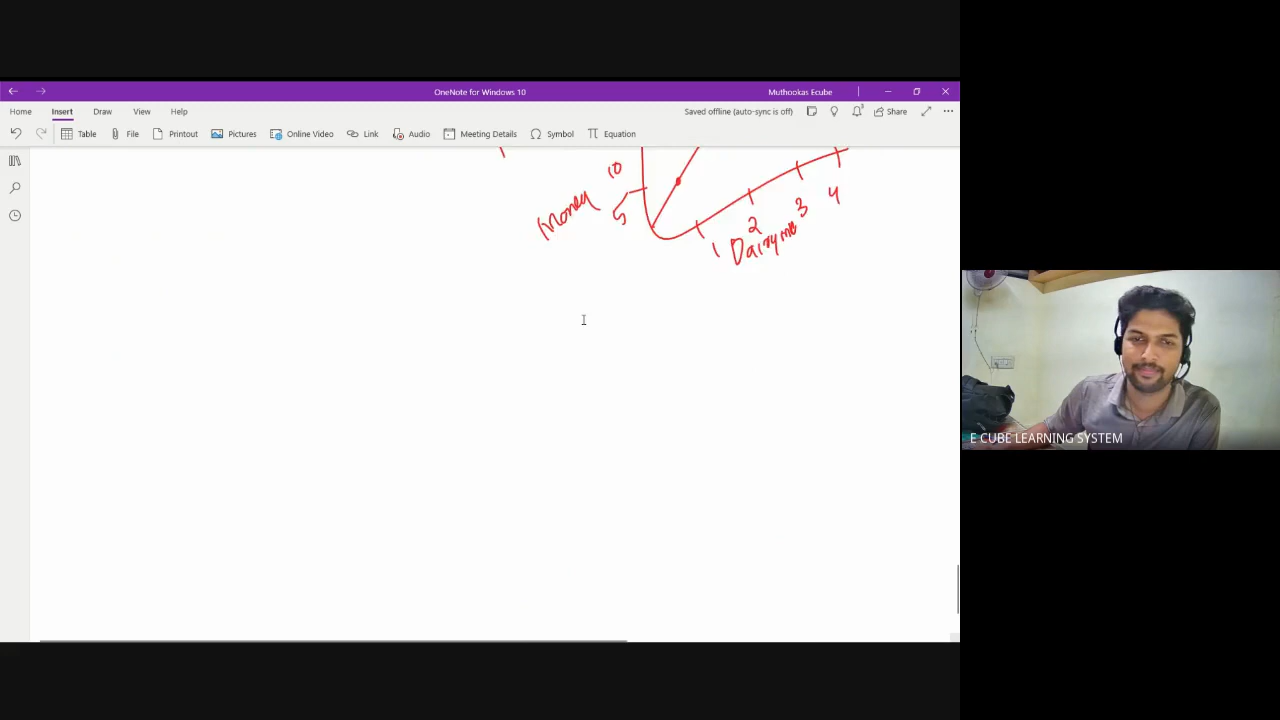 OneNote for Windows 10
Muthookas Ecube
Home
Insert
Draw
View
Help
Saved offline (auto-sync is off)
3
Share
Table
File
Printout
Pictures
Online Video
Link
Audio
Meeting Details
Symbol
Equation
10
Money
5
1
2
3
4
E CUBE LEARNING SYSTEM